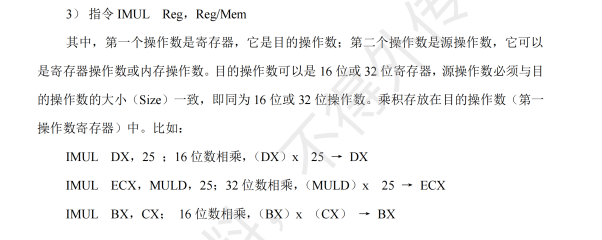 3） 指令 IMUL Reg，Reg/Mem
其中，第一个操作数是寄存器，它是目的操作数；第二个操作数是源操作数，它可以
是寄存器操作数或内存操作数。目的操作数可以是 16 位或 32 位寄存器，源操作数必须与目
的操作数的大小（Size）一致，即同为 16 位或 32 位操作数。乘积存放在目的操作数（第一
操作数寄存器）中。比如：
IMUL DX，25 ；16 位数相乘，（DX）x 25 → DX
IMUL ECX，MULD，25；32 位数相乘，（MULD）x 25 → ECX
IMUL BX，CX； 16 位数相乘，（BX）x （CX） → BX
料，不得外传